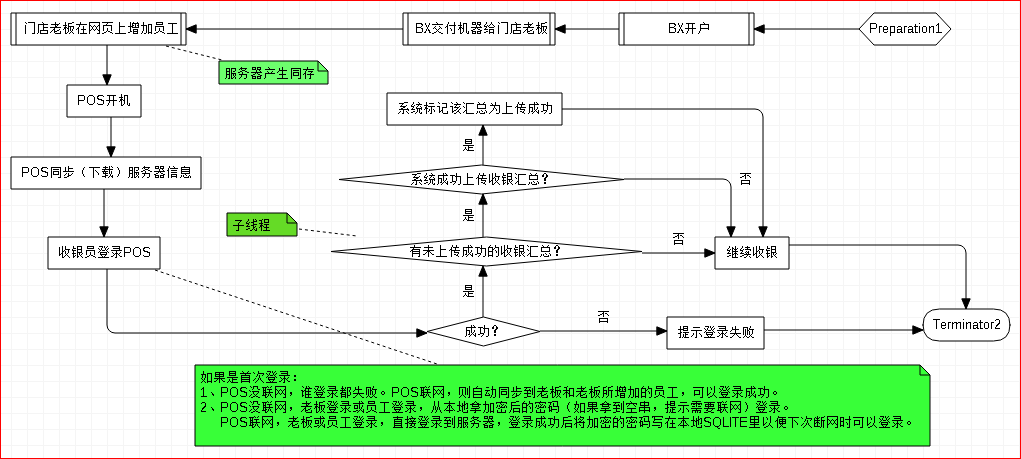 门店老板在网页上增加员工
BX交付机器给门店老板
BX开户
Preparation1
服务器产生同存
POS开机
系统标记该汇总为上传成功
是
POS同步（下载）服务器信息
系统成功上传收银汇总？
否
是
子线程
收银员登录POS
有未上传成功的收银汇总？
否
继续收银
是
成功？
否
提示登录失败
Terminator2
如果是首次登录：
1、POS没联网，谁登录都失败。POS联网，则自动同步到老板和老板所增加的员工，可以登录成功。
2、POS没联网，老板登录或员工登录，从本地拿加密后的密码（如果拿到空串，提示需要联网）登录。
POS联网，老板或员工登录，直接登录到服务器，登录成功后将加密的密码写在本地SQLITE里以便下次断网时可以登录。